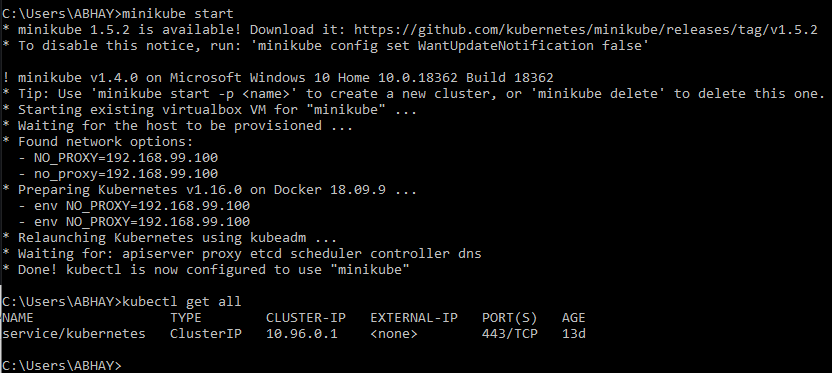 C:\Users\ABHAY>minikube start
* minikube 1.5.2 is available! Download it: https://github.com/kubernetes/minikube/releases/tag/v1.5.2
* To disable this notice, run: 'minikube config set WantUpdateNotification false'
! minikube v1.4.0 on Microsoft Windows 10 Home 10.0.18362 Build 18362
* Tip: Use 'minikube start -p <name>' to create a new cluster, or 'minikube delete' to delete this one.
* Starting existing virtualbox VM for "minikube" ...
* Waiting for the host to be provisioned ...
* Found network options:
  - NO_PROXY=192.168.99.100
  - no_proxy=192.168.99.100
* Preparing Kubernetes v1.16.0 on Docker 18.09.9 ...
  - env NO_PROXY=192.168.99.100
  - env NO_PROXY=192.168.99.100
* Relaunching Kubernetes using kubeadm ...
* Waiting for: apiserver proxy etcd scheduler controller dns
* Done! kubectl is now configured to use "minikube"
C:\Users\ABHAY>kubectl get all
NAME                 TYPE        CLUSTER-IP   EXTERNAL-IP   PORT(S)   AGE
service/kubernetes   ClusterIP   10.96.0.1    <none>        443/TCP   13d
C:\Users\ABHAY>